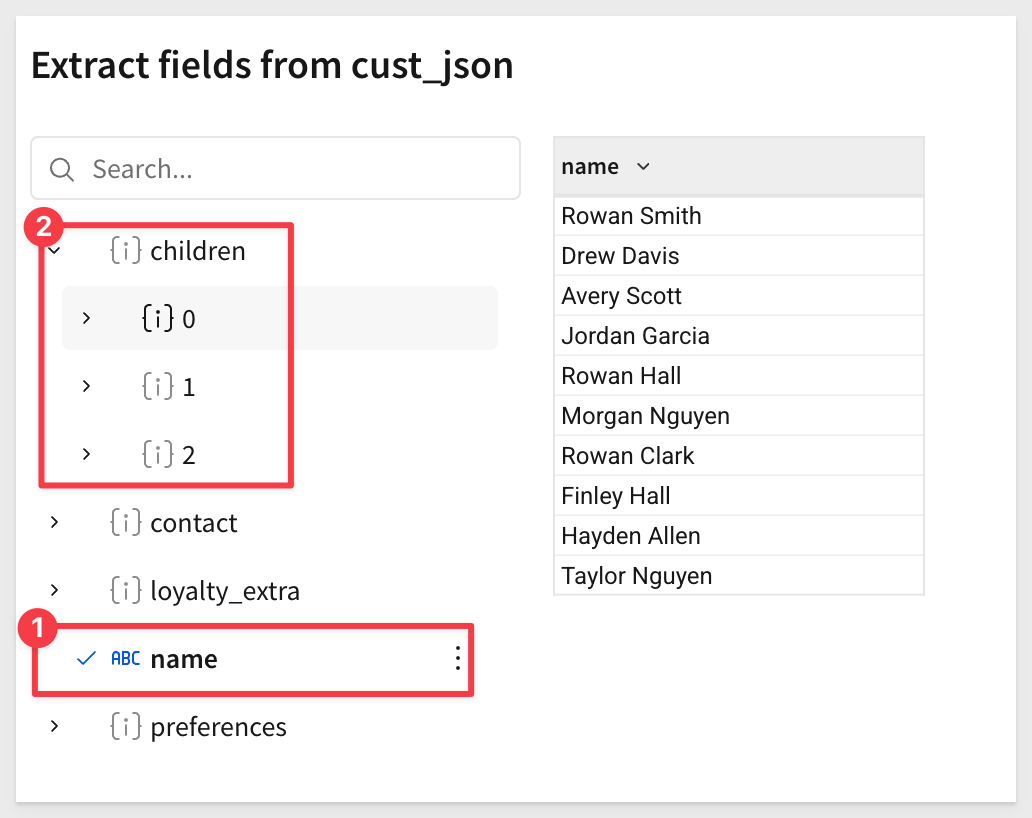 Extract fields from cust_json
Search...
2
{i} children
{i} 0
{i} 1
{i} 2
{i} contact
{i} loyalty_extra
1
ABC name
{i} preferences
name
Rowan Smith
Drew Davis
Avery Scott
Jordan Garcia
Rowan Hall
Morgan Nguyen
Rowan Clark
Finley Hall
Hayden Allen
Taylor Nguyen